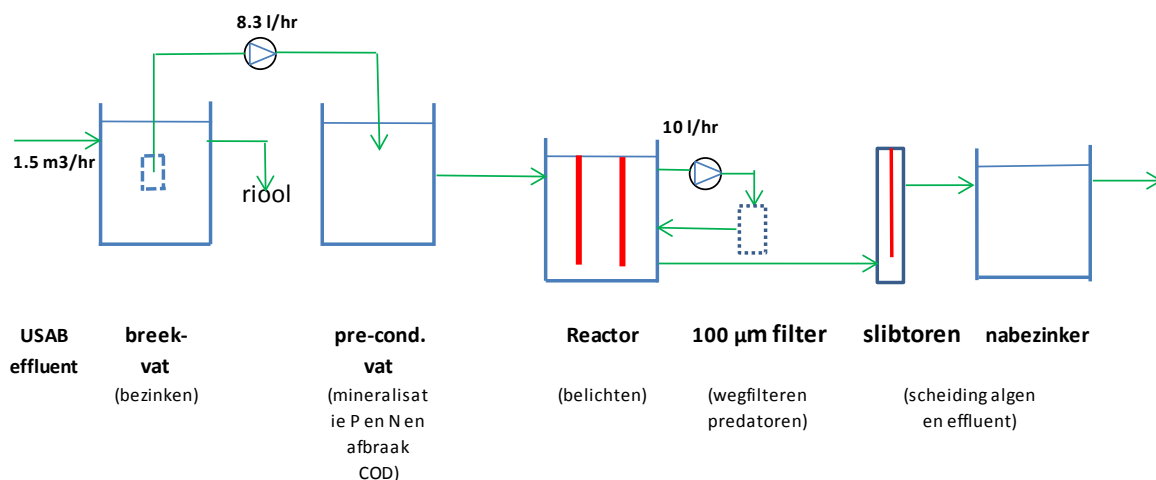 8.3 l/hr
10 l/hr
1.5 m3/hr
riool
USAB
effluent
breek-
vat
(bezinken)
pre-cond.
vat
(mineralisat
ie P en N en
afbraak
COD)
Reactor
(belichten)
100 µm filter
(wegfilteren
predatoren)
slibtoren
nabezinker
(scheiding algen
en effluent)